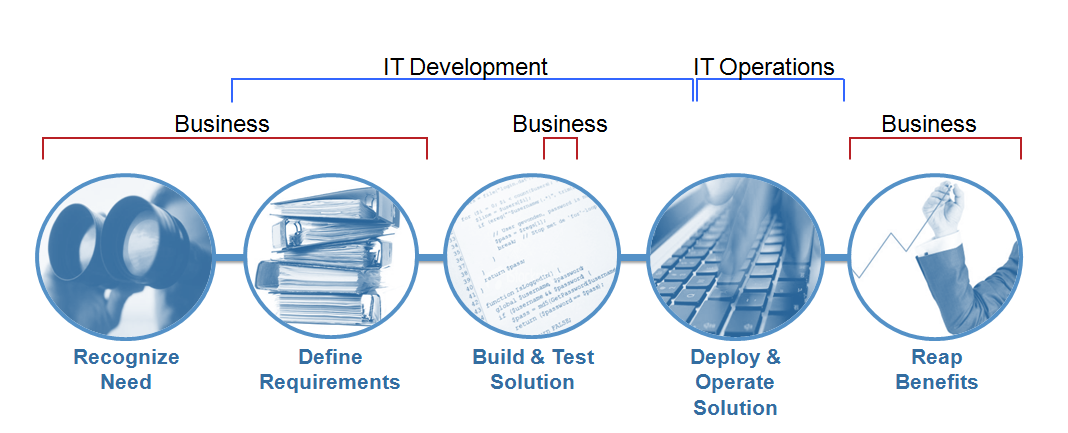 IT Development
IT Operations
Business
Business
Business
Recognize
Need
Define
Requirements
Build & Test
Solution
Deploy &
Operate
Solution
Reap
Benefits